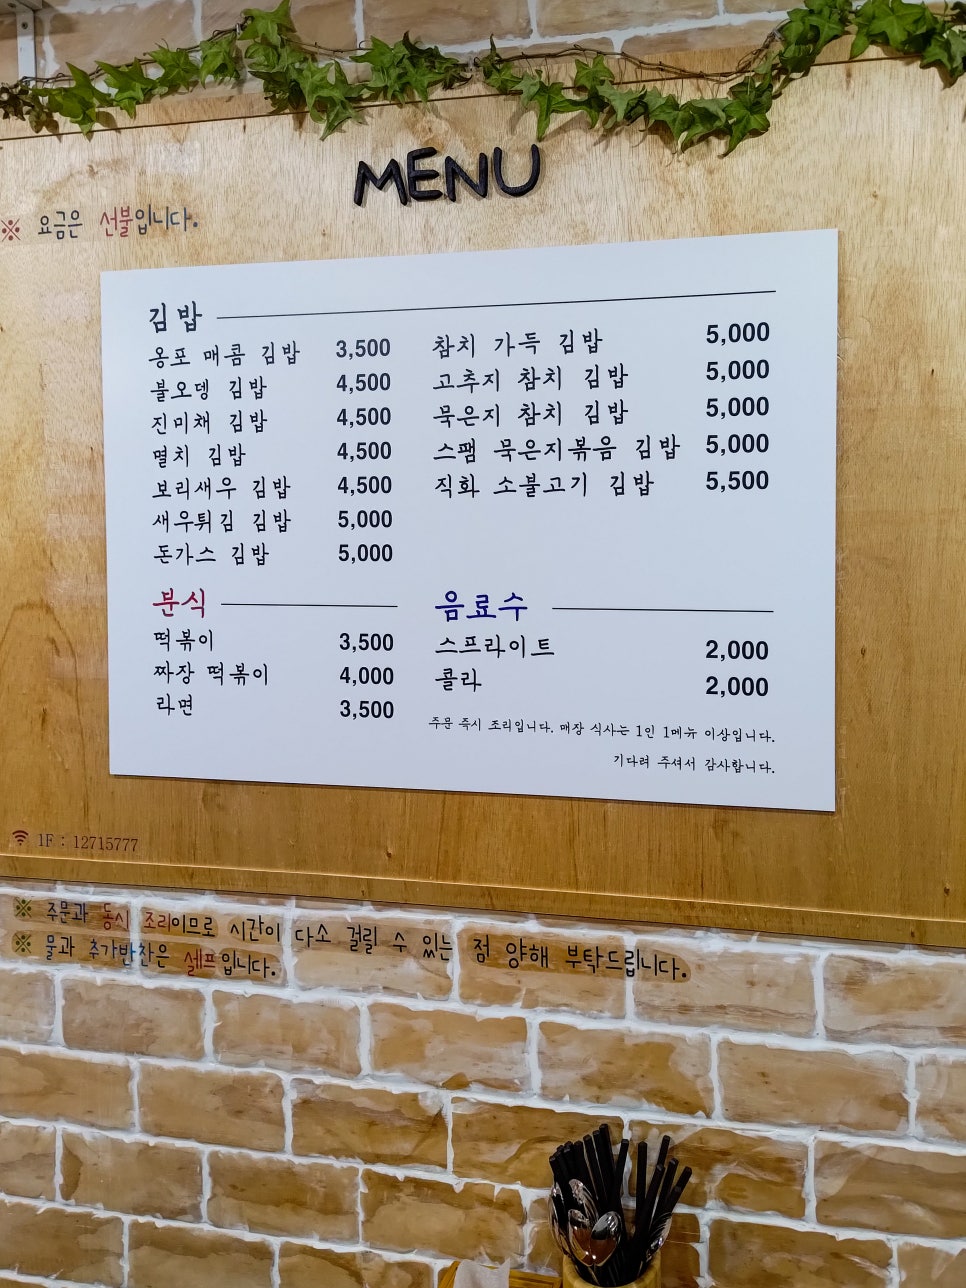 MENU
※ 요금은 선불입니다.
김밥
옹포 매콤 김밥 3,500
불오뎅 김밥 4,500
진미채 김밥 4,500
멸치 김밥 4,500
보리새우 김밥 4,500
새우튀김 김밥 5,000
돈가스 김밥 5,000
참치 가득 김밥 5,000
고추지 참치 김밥 5,000
묵은지 참치 김밥 5,000
스팸 묵은지볶음 김밥 5,000
직화 소불고기 김밥 5,500
분식
떡볶이 3,500
짜장 떡볶이 4,000
라면 3,500
음료수
스프라이트 2,000
콜라 2,000
주문 즉시 조리입니다. 매장 식사는 1인 1메뉴 이상입니다.
기다려 주셔서 감사합니다.
1F : 12715777
※ 주문과 동시 조리이므로 시간이 다소 걸릴 수 있는 점 양해 부탁드립니다.
※ 물과 추가반찬은 셀프입니다.